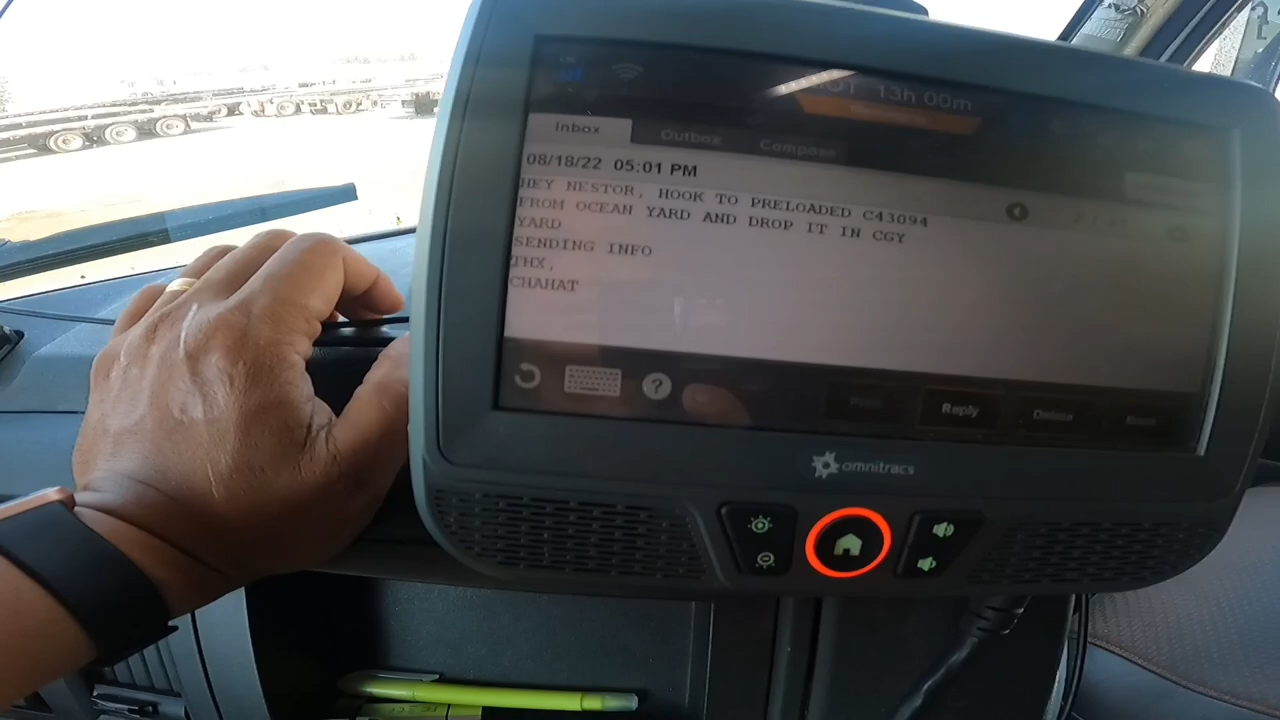 13h 00m
Inbox
Outbox
Compose
08/18/22 05:01 PM
HEY NESTOR, HOOK TO PRELOADED C43094
FROM OCEAN YARD AND DROP IT IN CGY
YARD
SENDING INFO
THX,
CHAHAT
?
Reply
Delete
omnitracs